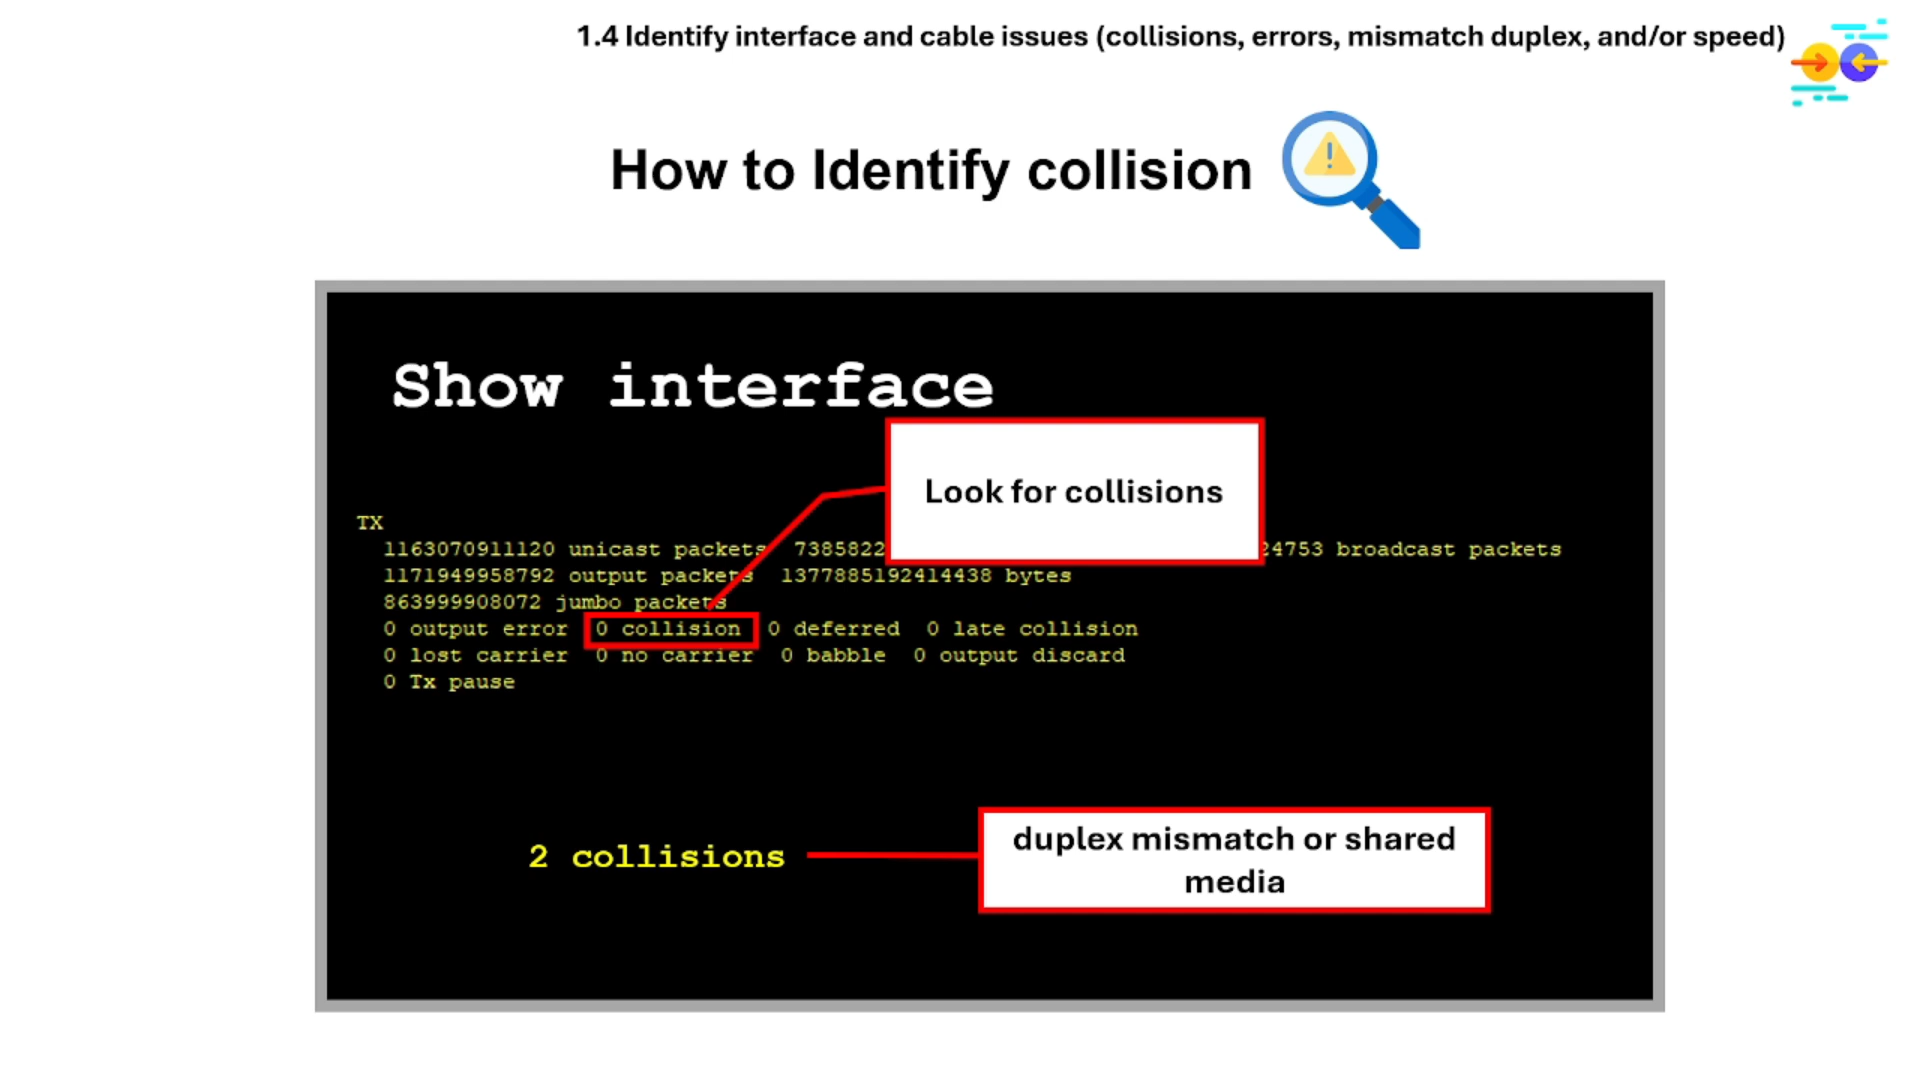 1.4 Identify interface and cable issues (collisions, errors, mismatch duplex, and/or speed)
How to Identify collision
Show interface
Look for collisions
TX
1163070911120 unicast packets 7385822 24753 broadcast packets
1171949958792 output packets 1377885192414438 bytes
863999908072 jumbo packets
0 output error 0 collision 0 deferred 0 late collision
0 lost carrier 0 no carrier 0 babble 0 output discard
0 Tx pause
2 collisions
duplex mismatch or shared
media